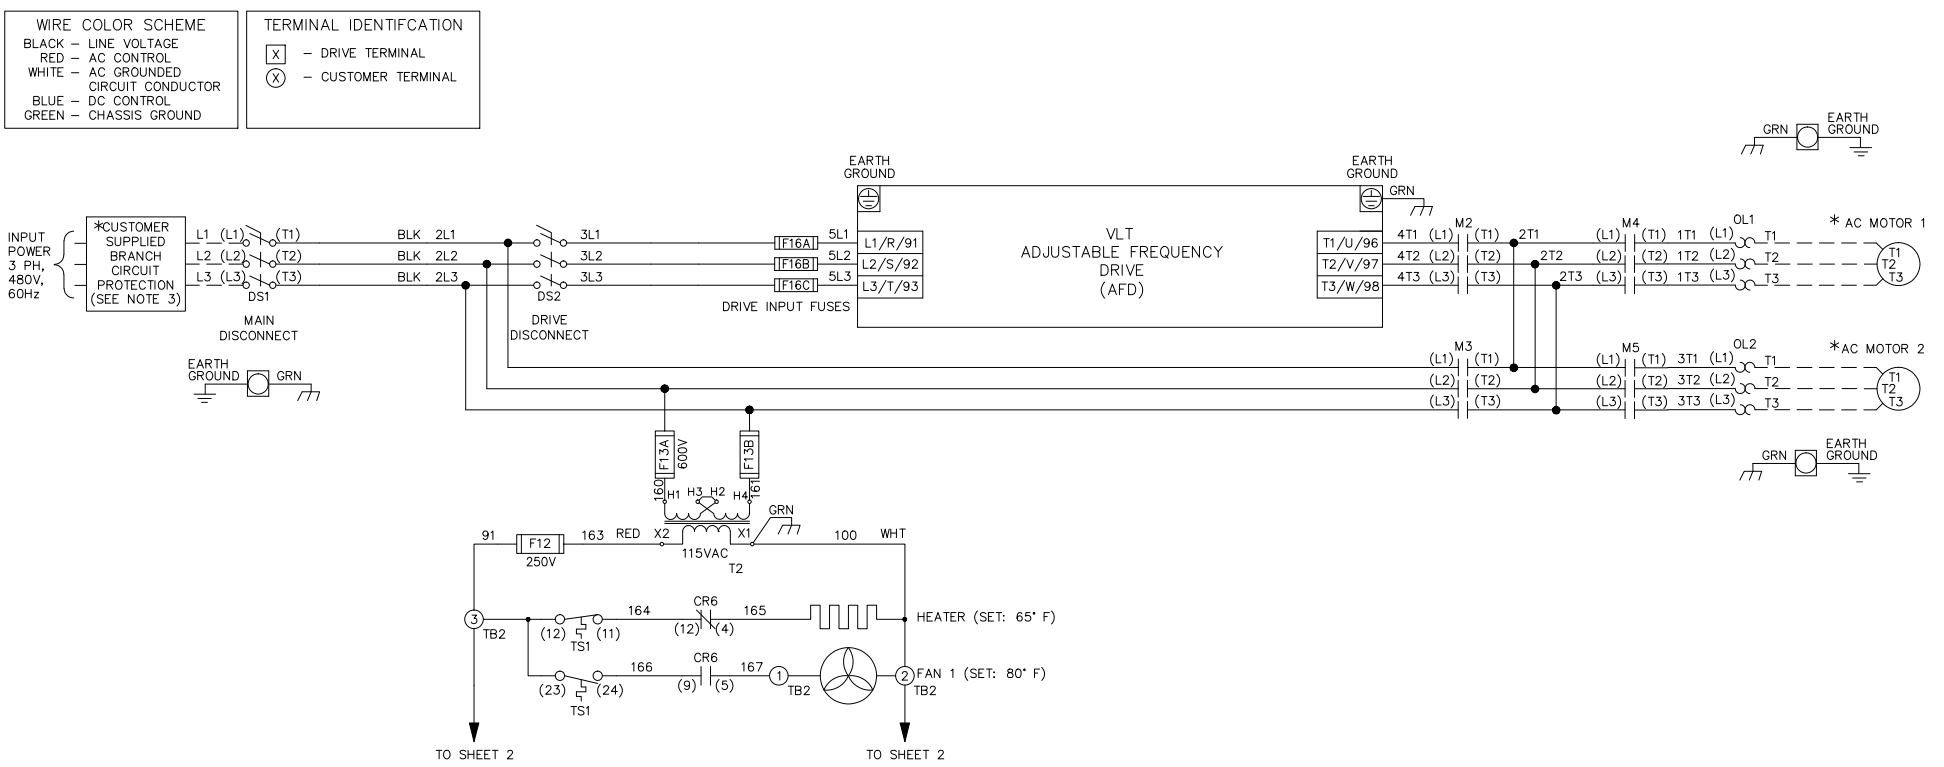 WIRE COLOR SCHEME
BLACK – LINE VOLTAGE
RED – AC CONTROL
WHITE – AC GROUNDED
CIRCUIT CONDUCTOR
BLUE – DC CONTROL
GREEN – CHASSIS GROUND
TERMINAL IDENTIFCATION
X – DRIVE TERMINAL
X – CUSTOMER TERMINAL
GRN
EARTH
GROUND
EARTH
GROUND
EARTH
GROUND
GRN
INPUT
POWER
3 PH,
480V,
60Hz
*CUSTOMER
SUPPLIED
BRANCH
CIRCUIT
PROTECTION
(SEE NOTE 3)
L1 (L1) (T1) BLK 2L1 3L1 F16A 5L1 L1/R/91
L2 (L2) (T2) BLK 2L2 3L2 F16B 5L2 L2/S/92
L3 (L3) (T3) BLK 2L3 3L3 F16C 5L3 L3/T/93
DS1
MAIN
DISCONNECT
DS2
DRIVE
DISCONNECT
DRIVE INPUT FUSES
VLT
ADJUSTABLE FREQUENCY
DRIVE
(AFD)
M2 M4 OL1 * AC MOTOR 1
T1/U/96 4T1 (L1) (T1) 2T1 (L1) (T1) 1T1 (L1) T1 T1
T2/V/97 4T2 (L2) (T2) 2T2 (L2) (T2) 1T2 (L2) T2 T2
T3/W/98 4T3 (L3) (T3) 2T3 (L3) (T3) 1T3 (L3) T3 T3
EARTH
GROUND
GRN
M3 M5 OL2 *AC MOTOR 2
(L1) (T1) (L1) (T1) 3T1 (L1) T1 T1
(L2) (T2) (L2) (T2) 3T2 (L2) T2 T2
(L3) (T3) (L3) (T3) 3T3 (L3) T3 T3
GRN
EARTH
GROUND
F13A
600V
F13B
160
161
H1 H3 H2 H4
GRN
91 F12 163 RED X2 X1 100 WHT
250V
115VAC
T2
3
TB2
(12) (11)
TS1
164
CR6
(12) (4)
165
HEATER (SET: 65° F)
(23) (24)
TS1
166
CR6
(9) (5)
167
1
TB2
2
TB2
FAN 1 (SET: 80° F)
TO SHEET 2
TO SHEET 2